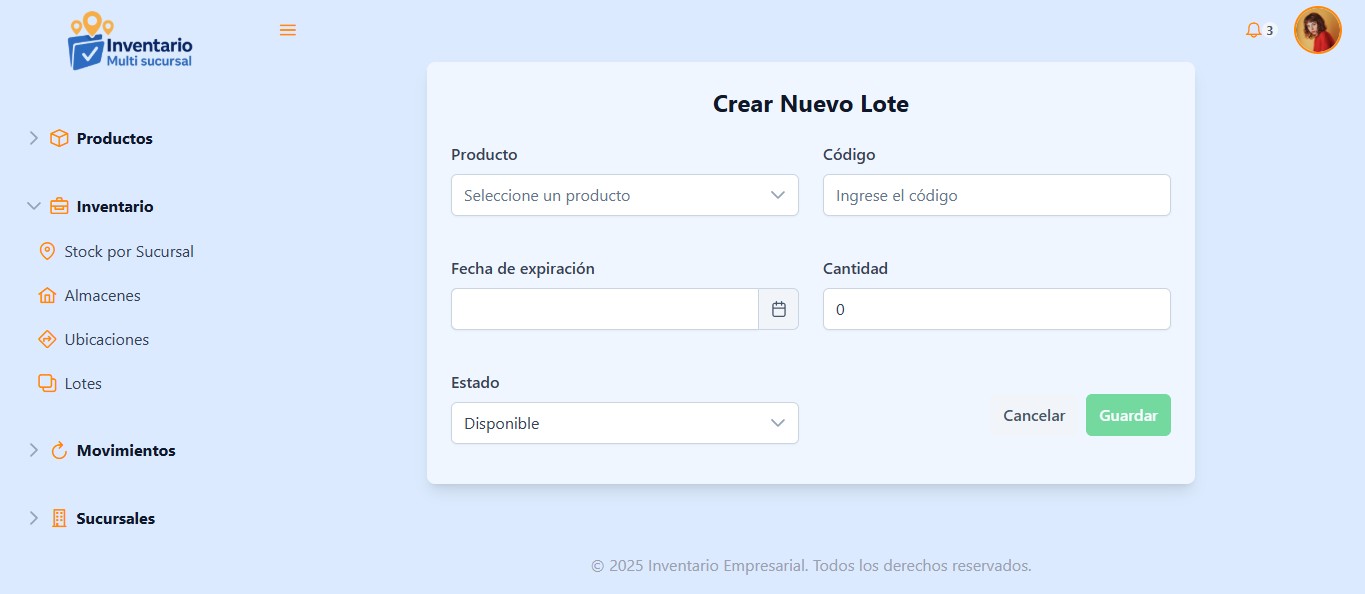 Inventario
Multi sucursal
3
Productos
Inventario
Stock por Sucursal
Almacenes
Ubicaciones
Lotes
Movimientos
Sucursales
Crear Nuevo Lote
Producto
Seleccione un producto
Código
Ingrese el código
Fecha de expiración
Cantidad
0
Estado
Disponible
Cancelar
Guardar
© 2025 Inventario Empresarial. Todos los derechos reservados.